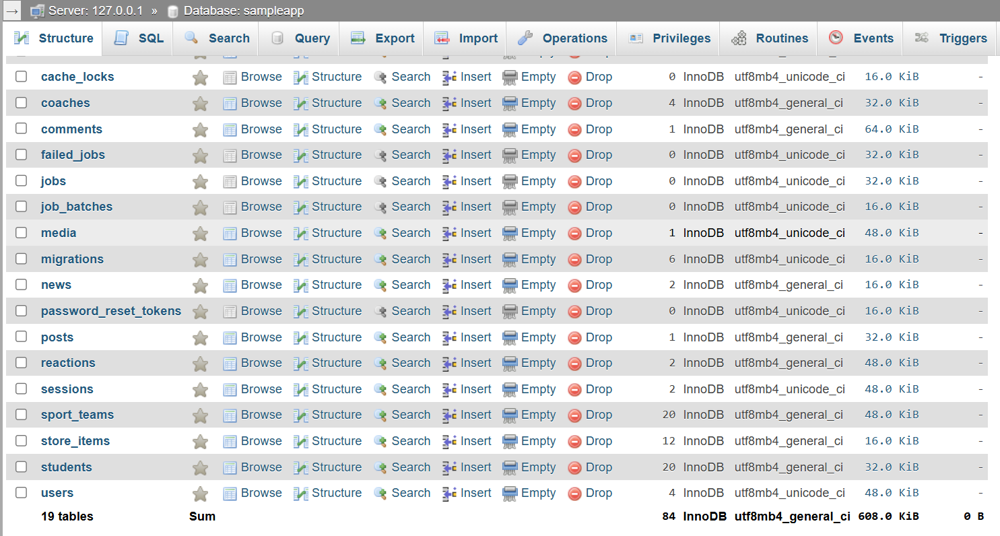 → Server: 127.0.0.1 » Database: sampleapp
Structure SQL Search Query Export Import Operations Privileges Routines Events Triggers
cache_locks Browse Structure Search Insert Empty Drop 0 InnoDB utf8mb4_unicode_ci 16.0 KiB -
coaches Browse Structure Search Insert Empty Drop 4 InnoDB utf8mb4_general_ci 32.0 KiB -
comments Browse Structure Search Insert Empty Drop 1 InnoDB utf8mb4_general_ci 64.0 KiB -
failed_jobs Browse Structure Search Insert Empty Drop 0 InnoDB utf8mb4_unicode_ci 32.0 KiB -
jobs Browse Structure Search Insert Empty Drop 0 InnoDB utf8mb4_unicode_ci 32.0 KiB -
job_batches Browse Structure Search Insert Empty Drop 0 InnoDB utf8mb4_unicode_ci 16.0 KiB -
media Browse Structure Search Insert Empty Drop 1 InnoDB utf8mb4_unicode_ci 48.0 KiB -
migrations Browse Structure Search Insert Empty Drop 6 InnoDB utf8mb4_unicode_ci 16.0 KiB -
news Browse Structure Search Insert Empty Drop 2 InnoDB utf8mb4_general_ci 16.0 KiB -
password_reset_tokens Browse Structure Search Insert Empty Drop 0 InnoDB utf8mb4_unicode_ci 16.0 KiB -
posts Browse Structure Search Insert Empty Drop 1 InnoDB utf8mb4_general_ci 32.0 KiB -
reactions Browse Structure Search Insert Empty Drop 2 InnoDB utf8mb4_general_ci 48.0 KiB -
sessions Browse Structure Search Insert Empty Drop 2 InnoDB utf8mb4_unicode_ci 48.0 KiB -
sport_teams Browse Structure Search Insert Empty Drop 20 InnoDB utf8mb4_general_ci 48.0 KiB -
store_items Browse Structure Search Insert Empty Drop 12 InnoDB utf8mb4_general_ci 16.0 KiB -
students Browse Structure Search Insert Empty Drop 20 InnoDB utf8mb4_general_ci 32.0 KiB -
users Browse Structure Search Insert Empty Drop 4 InnoDB utf8mb4_unicode_ci 48.0 KiB -
19 tables Sum 84 InnoDB utf8mb4_general_ci 608.0 KiB 0 B